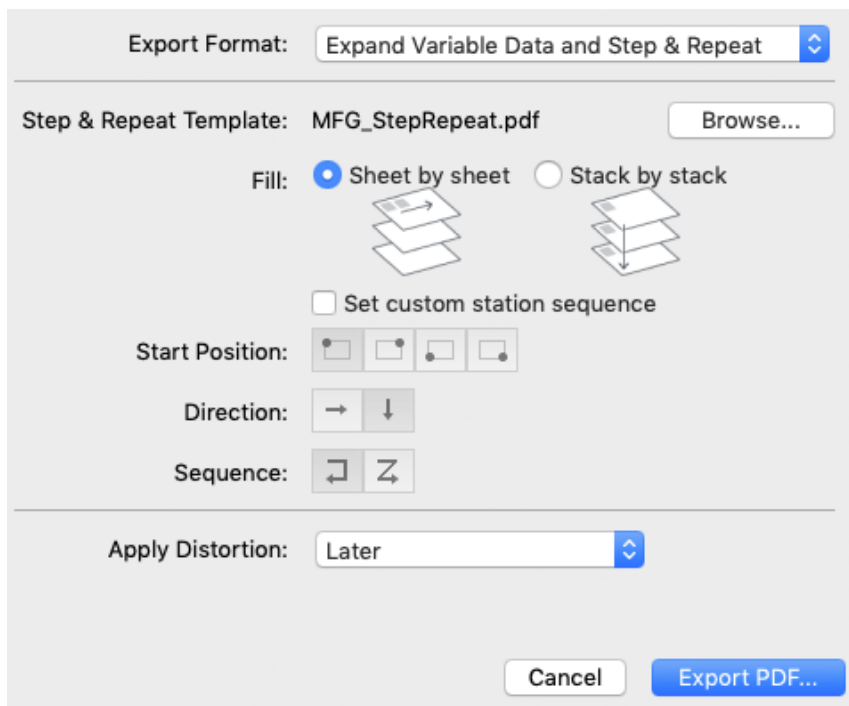 Export Format: Expand Variable Data and Step & Repeat
Step & Repeat Template: MFG_StepRepeat.pdf Browse...
Fill: Sheet by sheet Stack by stack
Set custom station sequence
Start Position:
Direction:
Sequence:
Apply Distortion: Later
Cancel Export PDF...